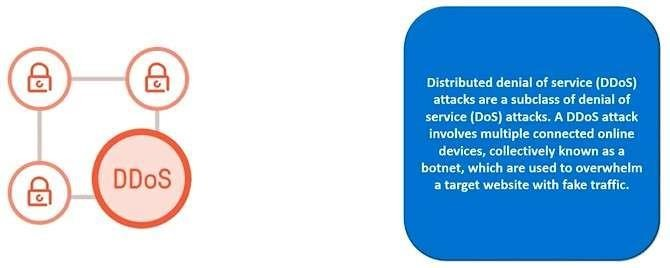 DDoS
Distributed denial of service (DDoS)
attacks are a subclass of denial of
service (DoS) attacks. A DDoS attack
involves multiple connected online
devices, collectively known as a
botnet, which are used to overwhelm
a target website with fake traffic.